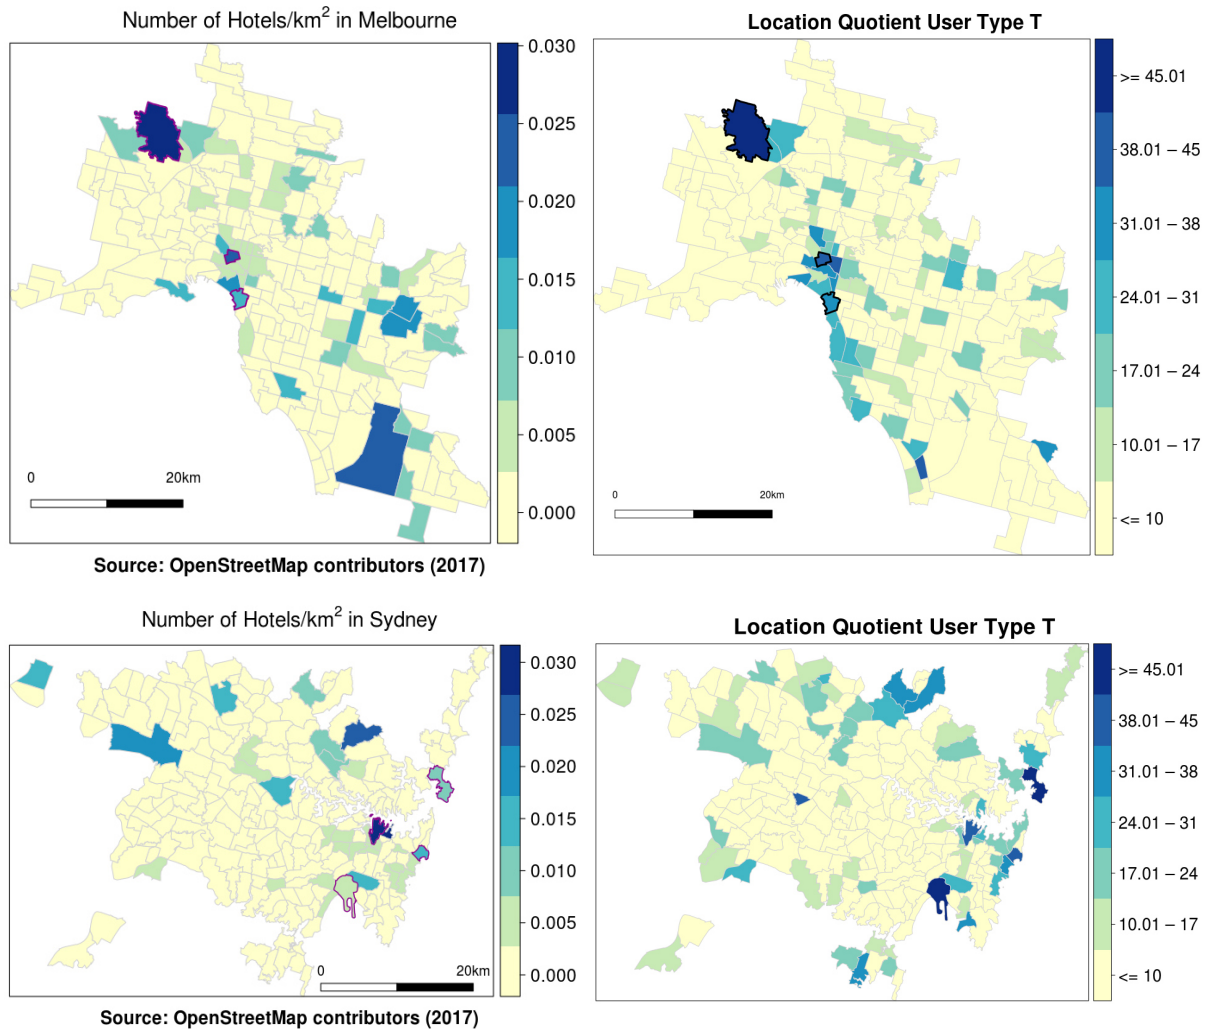 Number of Hotels/km² in Melbourne
0.030
0.025
0.020
0.015
0.010
0.005
0.000
0
20km
Source: OpenStreetMap contributors (2017)
Location Quotient User Type T
>= 45.01
38.01 – 45
31.01 – 38
24.01 – 31
17.01 – 24
10.01 – 17
<= 10
0
20km
Number of Hotels/km² in Sydney
0.030
0.025
0.020
0.015
0.010
0.005
0.000
0
20km
Source: OpenStreetMap contributors (2017)
Location Quotient User Type T
>= 45.01
38.01 – 45
31.01 – 38
24.01 – 31
17.01 – 24
10.01 – 17
<= 10